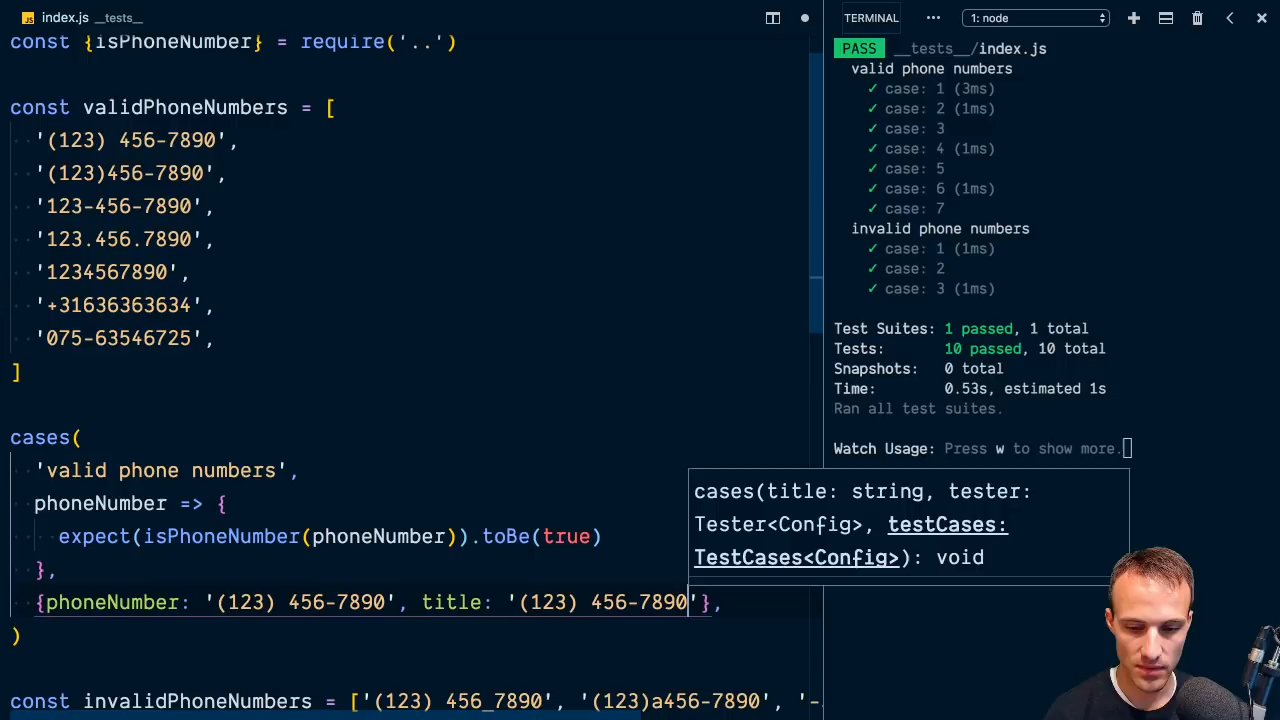 index.js __tests__
const {isPhoneNumber} = require('..')
const validPhoneNumbers = [
'(123) 456-7890',
'(123)456-7890',
'123-456-7890',
'123.456.7890',
'1234567890',
'+31636363634',
'075-63546725',
]
cases(
'valid phone numbers',
phoneNumber => {
expect(isPhoneNumber(phoneNumber)).toBe(true)
},
{phoneNumber: '(123) 456-7890', title: '(123) 456-7890'},
)
const invalidPhoneNumbers = ['(123) 456_7890', '(123)a456-7890', '-
cases(title: string, tester:
Tester<Config>, testCases:
TestCases<Config>): void
TERMINAL ... 1: node
PASS __tests__/index.js
valid phone numbers
✓ case: 1 (3ms)
✓ case: 2 (1ms)
✓ case: 3
✓ case: 4 (1ms)
✓ case: 5
✓ case: 6 (1ms)
✓ case: 7
invalid phone numbers
✓ case: 1 (1ms)
✓ case: 2
✓ case: 3 (1ms)
Test Suites: 1 passed, 1 total
Tests: 10 passed, 10 total
Snapshots: 0 total
Time: 0.53s, estimated 1s
Ran all test suites.
Watch Usage: Press w to show more.